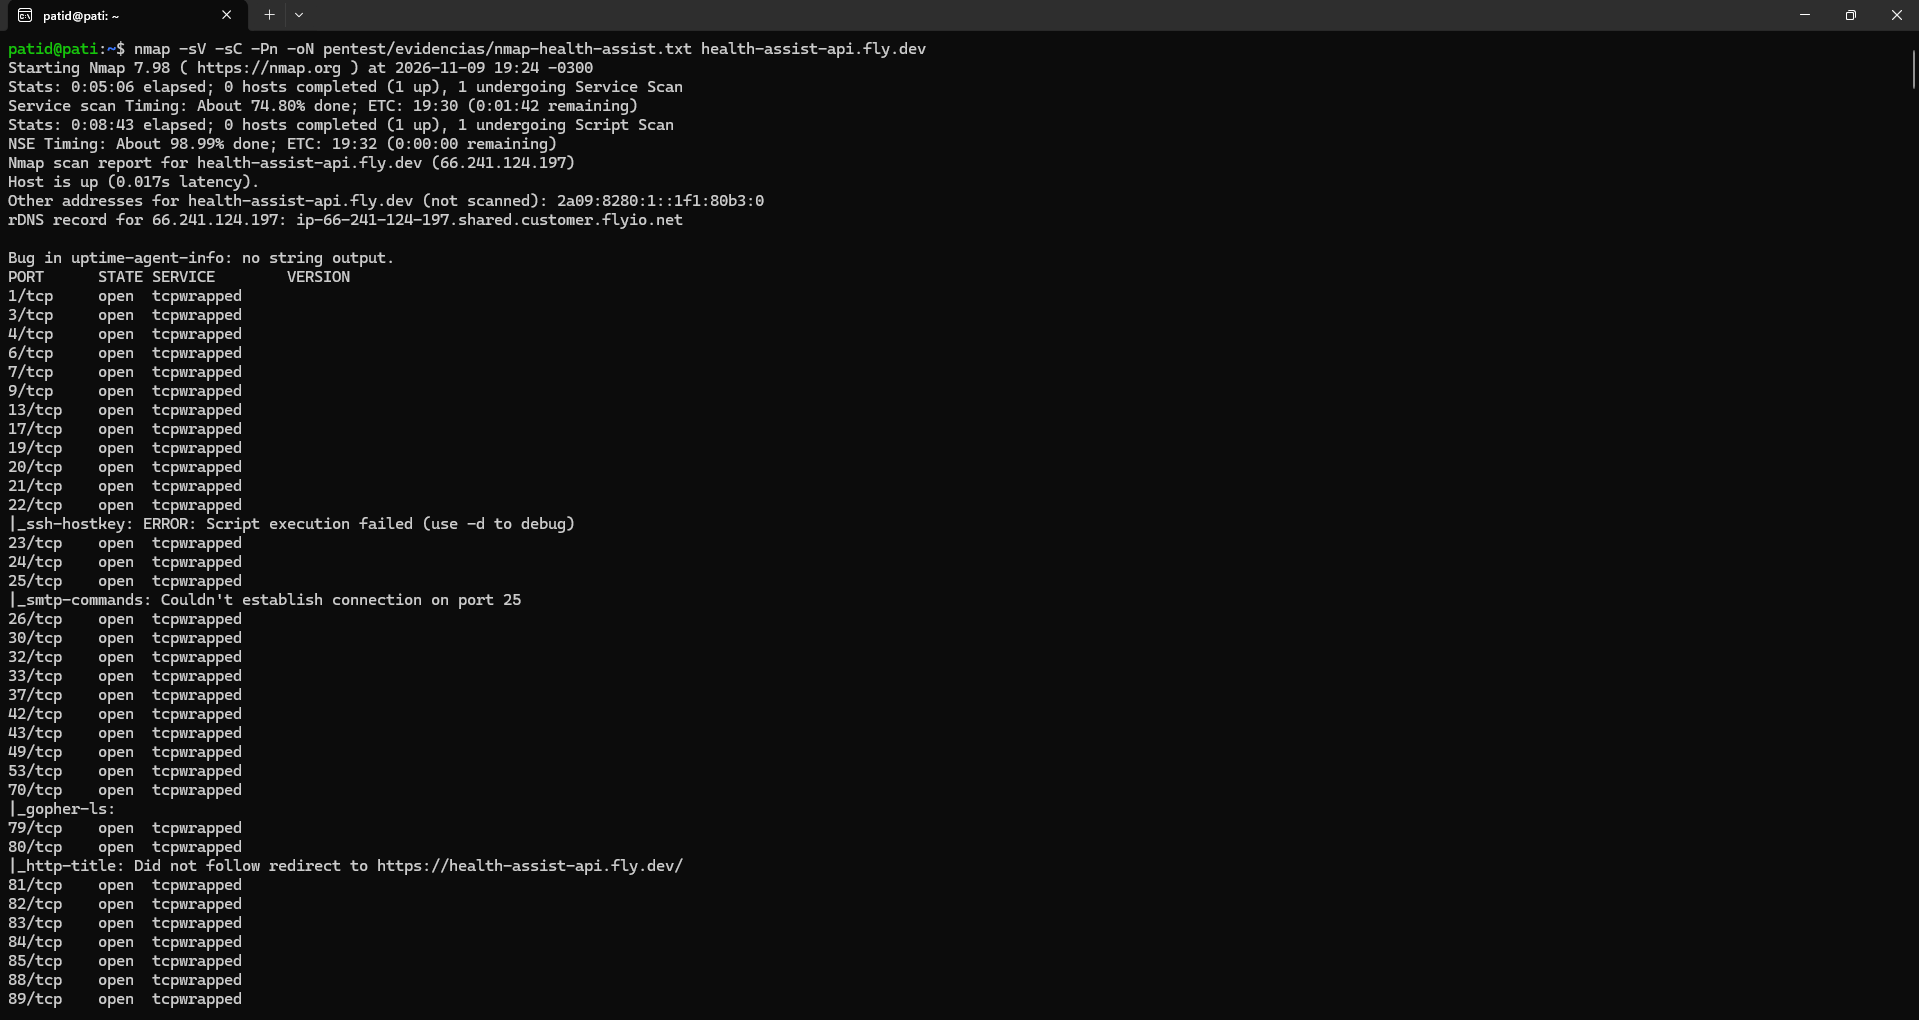 patid@pati: ~
patid@pati:~$ nmap -sV -sC -Pn -oN pentest/evidencias/nmap-health-assist.txt health-assist-api.fly.dev
Starting Nmap 7.98 ( https://nmap.org ) at 2026-11-09 19:24 -0300
Stats: 0:05:06 elapsed; 0 hosts completed (1 up), 1 undergoing Service Scan
Service scan Timing: About 74.80% done; ETC: 19:30 (0:01:42 remaining)
Stats: 0:08:43 elapsed; 0 hosts completed (1 up), 1 undergoing Script Scan
NSE Timing: About 98.99% done; ETC: 19:32 (0:00:00 remaining)
Nmap scan report for health-assist-api.fly.dev (66.241.124.197)
Host is up (0.017s latency).
Other addresses for health-assist-api.fly.dev (not scanned): 2a09:8280:1::1f1:80b3:0
rDNS record for 66.241.124.197: ip-66-241-124-197.shared.customer.flyio.net
Bug in uptime-agent-info: no string output.
PORT      STATE SERVICE        VERSION
1/tcp     open  tcpwrapped
3/tcp     open  tcpwrapped
4/tcp     open  tcpwrapped
6/tcp     open  tcpwrapped
7/tcp     open  tcpwrapped
9/tcp     open  tcpwrapped
13/tcp    open  tcpwrapped
17/tcp    open  tcpwrapped
19/tcp    open  tcpwrapped
20/tcp    open  tcpwrapped
21/tcp    open  tcpwrapped
22/tcp    open  tcpwrapped
|_ssh-hostkey: ERROR: Script execution failed (use -d to debug)
23/tcp    open  tcpwrapped
24/tcp    open  tcpwrapped
25/tcp    open  tcpwrapped
|_smtp-commands: Couldn't establish connection on port 25
26/tcp    open  tcpwrapped
30/tcp    open  tcpwrapped
32/tcp    open  tcpwrapped
33/tcp    open  tcpwrapped
37/tcp    open  tcpwrapped
42/tcp    open  tcpwrapped
43/tcp    open  tcpwrapped
49/tcp    open  tcpwrapped
53/tcp    open  tcpwrapped
70/tcp    open  tcpwrapped
|_gopher-ls:
79/tcp    open  tcpwrapped
80/tcp    open  tcpwrapped
|_http-title: Did not follow redirect to https://health-assist-api.fly.dev/
81/tcp    open  tcpwrapped
82/tcp    open  tcpwrapped
83/tcp    open  tcpwrapped
84/tcp    open  tcpwrapped
85/tcp    open  tcpwrapped
88/tcp    open  tcpwrapped
89/tcp    open  tcpwrapped